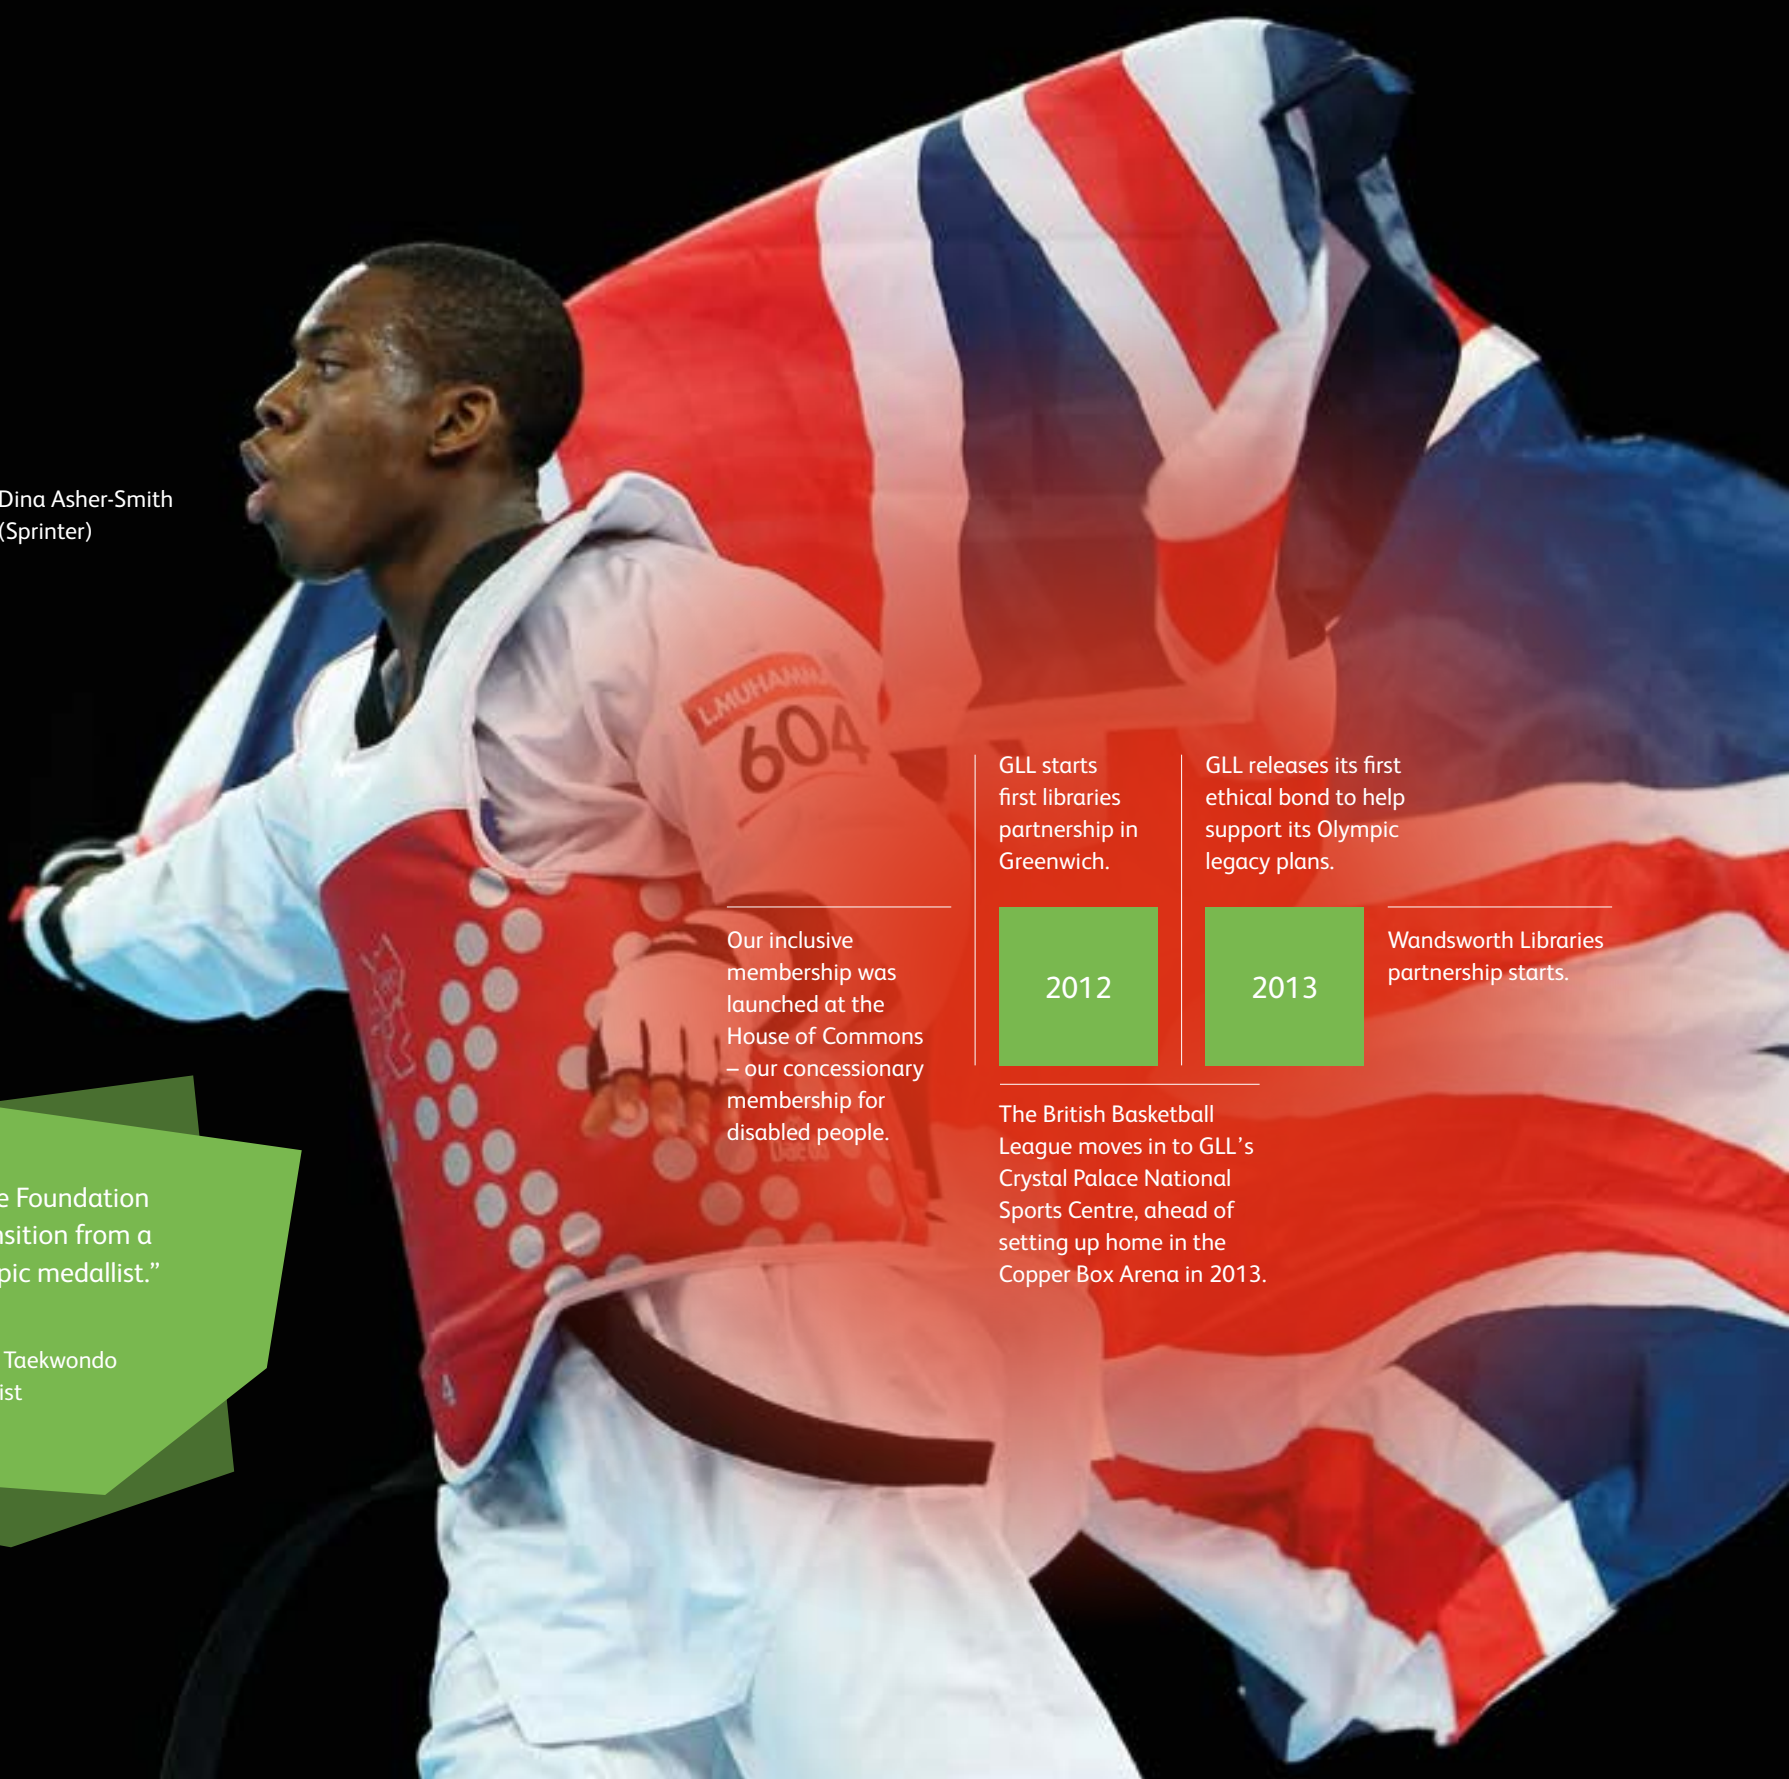 Dina Asher-Smith
(Sprinter)
L.MUHAMMA
604
GLL starts
first libraries
partnership in
Greenwich.
GLL releases its first
ethical bond to help
support its Olympic
legacy plans.
Our inclusive
membership was
launched at the
House of Commons
– our concessionary
membership for
disabled people.
2012
2013
Wandsworth Libraries
partnership starts.
The British Basketball
League moves in to GLL’s
Crystal Palace National
Sports Centre, ahead of
setting up home in the
Copper Box Arena in 2013.
e Foundation
nsition from a
pic medallist.”
Taekwondo
ist
4